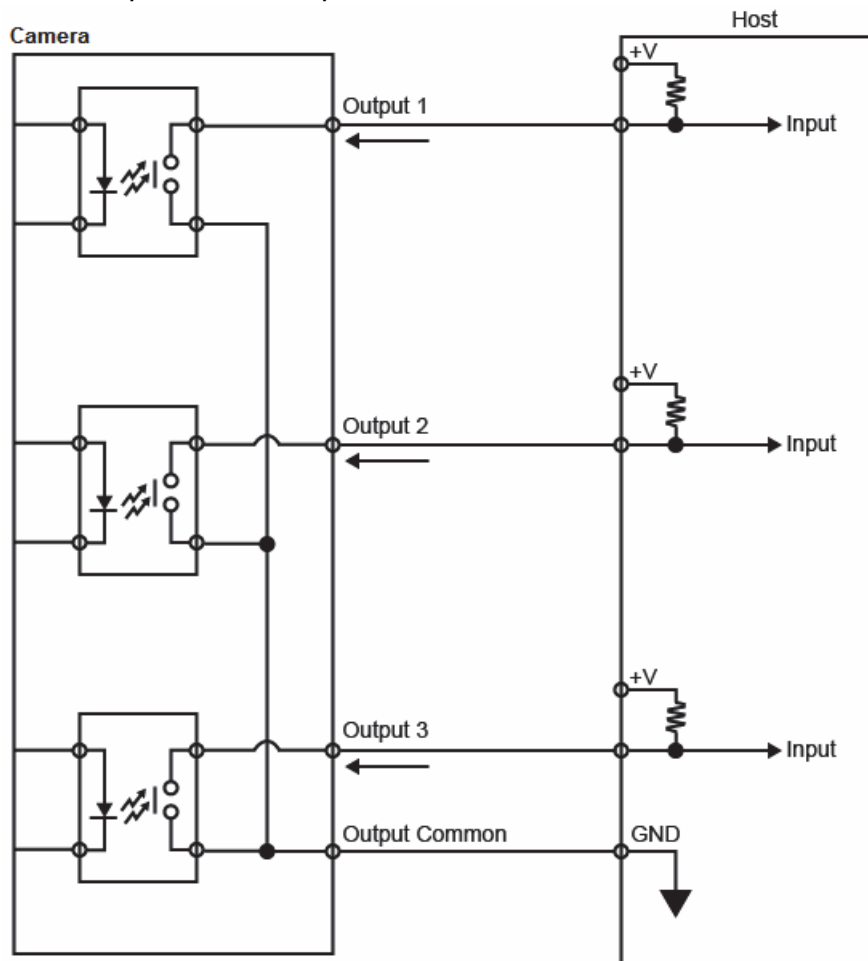 Host
Camera
+V
Output 1
Input
+V
Output 2
Input
+V
Output 3
Input
Output Common
GND